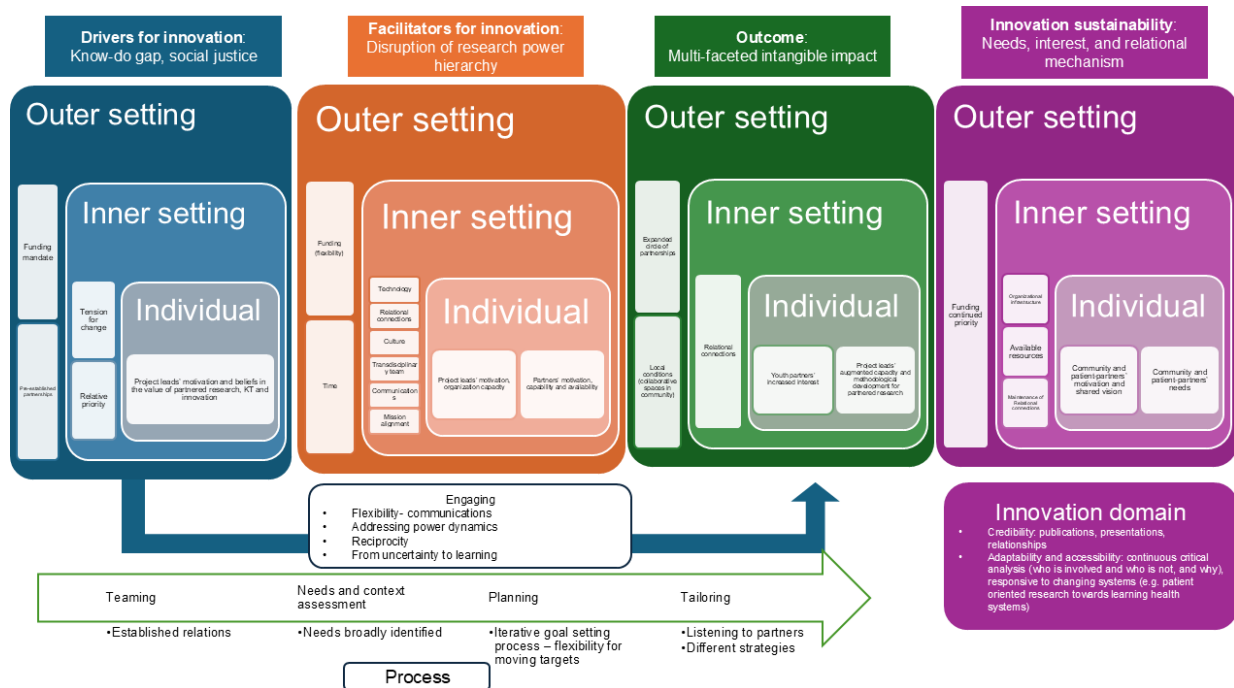 Drivers for innovation:
Know-do gap, social justice
Facilitators for innovation:
Disruption of research power
hierarchy
Outcome:
Multi-faceted intangible impact
Innovation sustainability:
Needs, interest, and relational
mechanism
Outer setting
Funding
mandate
Pre-established
partnerships
Inner setting
Tension
for
change
Relative
priority
Individual
Project leads' motivation and beliefs in
the value of partnered research, KT and
innovation
Outer setting
Funding
(flexibility)
Time
Inner setting
Technology
Relational
connections
Culture
Transdisciplinar
y team
Communication
s
Mission
alignment
Individual
Project leads' motivation,
organization capacity
Partners' motivation,
capability and availability
Outer setting
Expanded
circle of
partnerships
Local
conditions
(collaborative
spaces in
community)
Inner setting
Relational
connections
Individual
Youth partners'
increased interest
Project leads'
augmented capacity and
methodological
development for
partnered research
Outer setting
Funding
continued
priority
Inner setting
Organizational
infrastructure
Available
resources
Maintenance of
Relational
connections
Individual
Community and
patient-partners'
motivation and
shared vision
Community and
patient-partners'
needs
Engaging
• Flexibility- communications
• Addressing power dynamics
• Reciprocity
• From uncertainty to learning
Innovation domain
• Credibility: publications, presentations,
relationships
• Adaptability and accessibility: continuous critical
analysis (who is involved and who is not, and why),
responsive to changing systems (e.g. patient
oriented research towards learning health
systems)
Teaming
•Established relations
Needs and context
assessment
•Needs broadly identified
Planning
•Iterative goal setting
process – flexibility for
moving targets
Tailoring
•Listening to partners
•Different strategies
Process